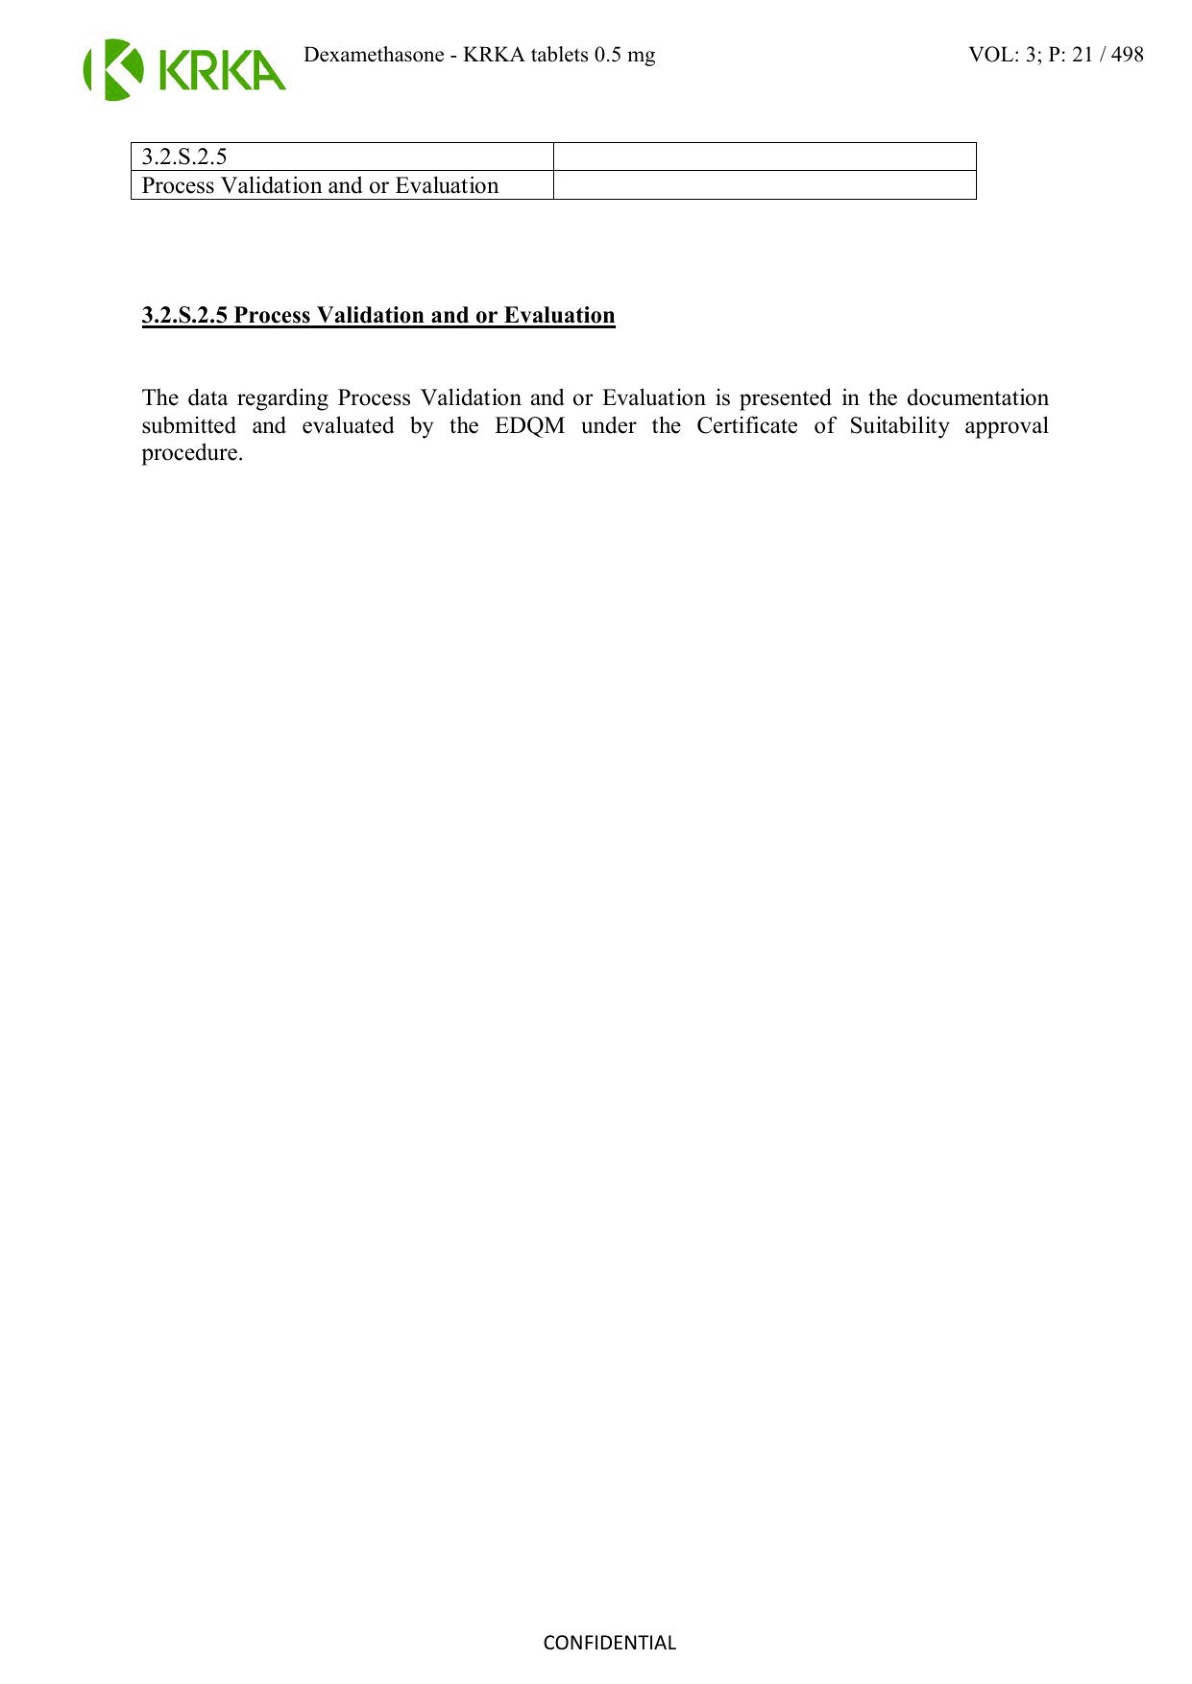 KRKA
Dexamethasone - KRKA tablets 0.5 mg
VOL: 3; P: 21 / 498
3.2.S.2.5
Process Validation and or Evaluation
3.2.S.2.5 Process Validation and or Evaluation
The data regarding Process Validation and or Evaluation is presented in the documentation
submitted and evaluated by the EDQM under the Certificate of Suitability approval
procedure.
CONFIDENTIAL